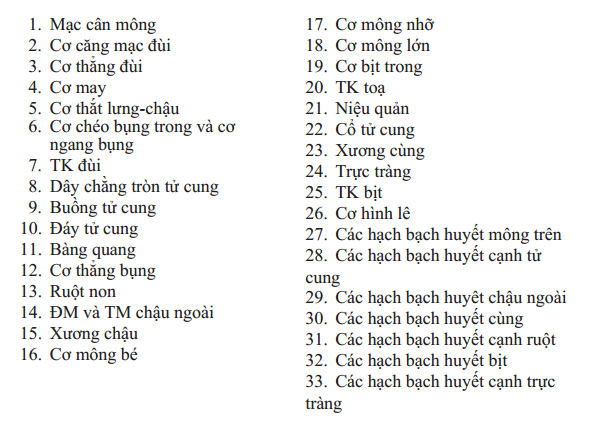 1. Mạc cân mông
2. Cơ căng mạc đùi
3. Cơ thẳng đùi
4. Cơ may
5. Cơ thắt lưng-chậu
6. Cơ chéo bụng trong và cơ
ngang bụng
7. TK đùi
8. Dây chằng tròn tử cung
9. Buồng tử cung
10. Đáy tử cung
11. Bàng quang
12. Cơ thẳng bụng
13. Ruột non
14. ĐM và TM chậu ngoài
15. Xương chậu
16. Cơ mông bé
17. Cơ mông nhỡ
18. Cơ mông lớn
19. Cơ bịt trong
20. TK toạ
21. Niệu quản
22. Cổ tử cung
23. Xương cùng
24. Trực tràng
25. TK bịt
26. Cơ hình lê
27. Các hạch bạch huyết mông trên
28. Các hạch bạch huyết cạnh tử
cung
29. Các hạch bạch huyêt chậu ngoài
30. Các hạch bạch huyết cùng
31. Các hạch bạch huyết cạnh ruột
32. Các hạch bạch huyết bịt
33. Các hạch bạch huyết cạnh trực
tràng